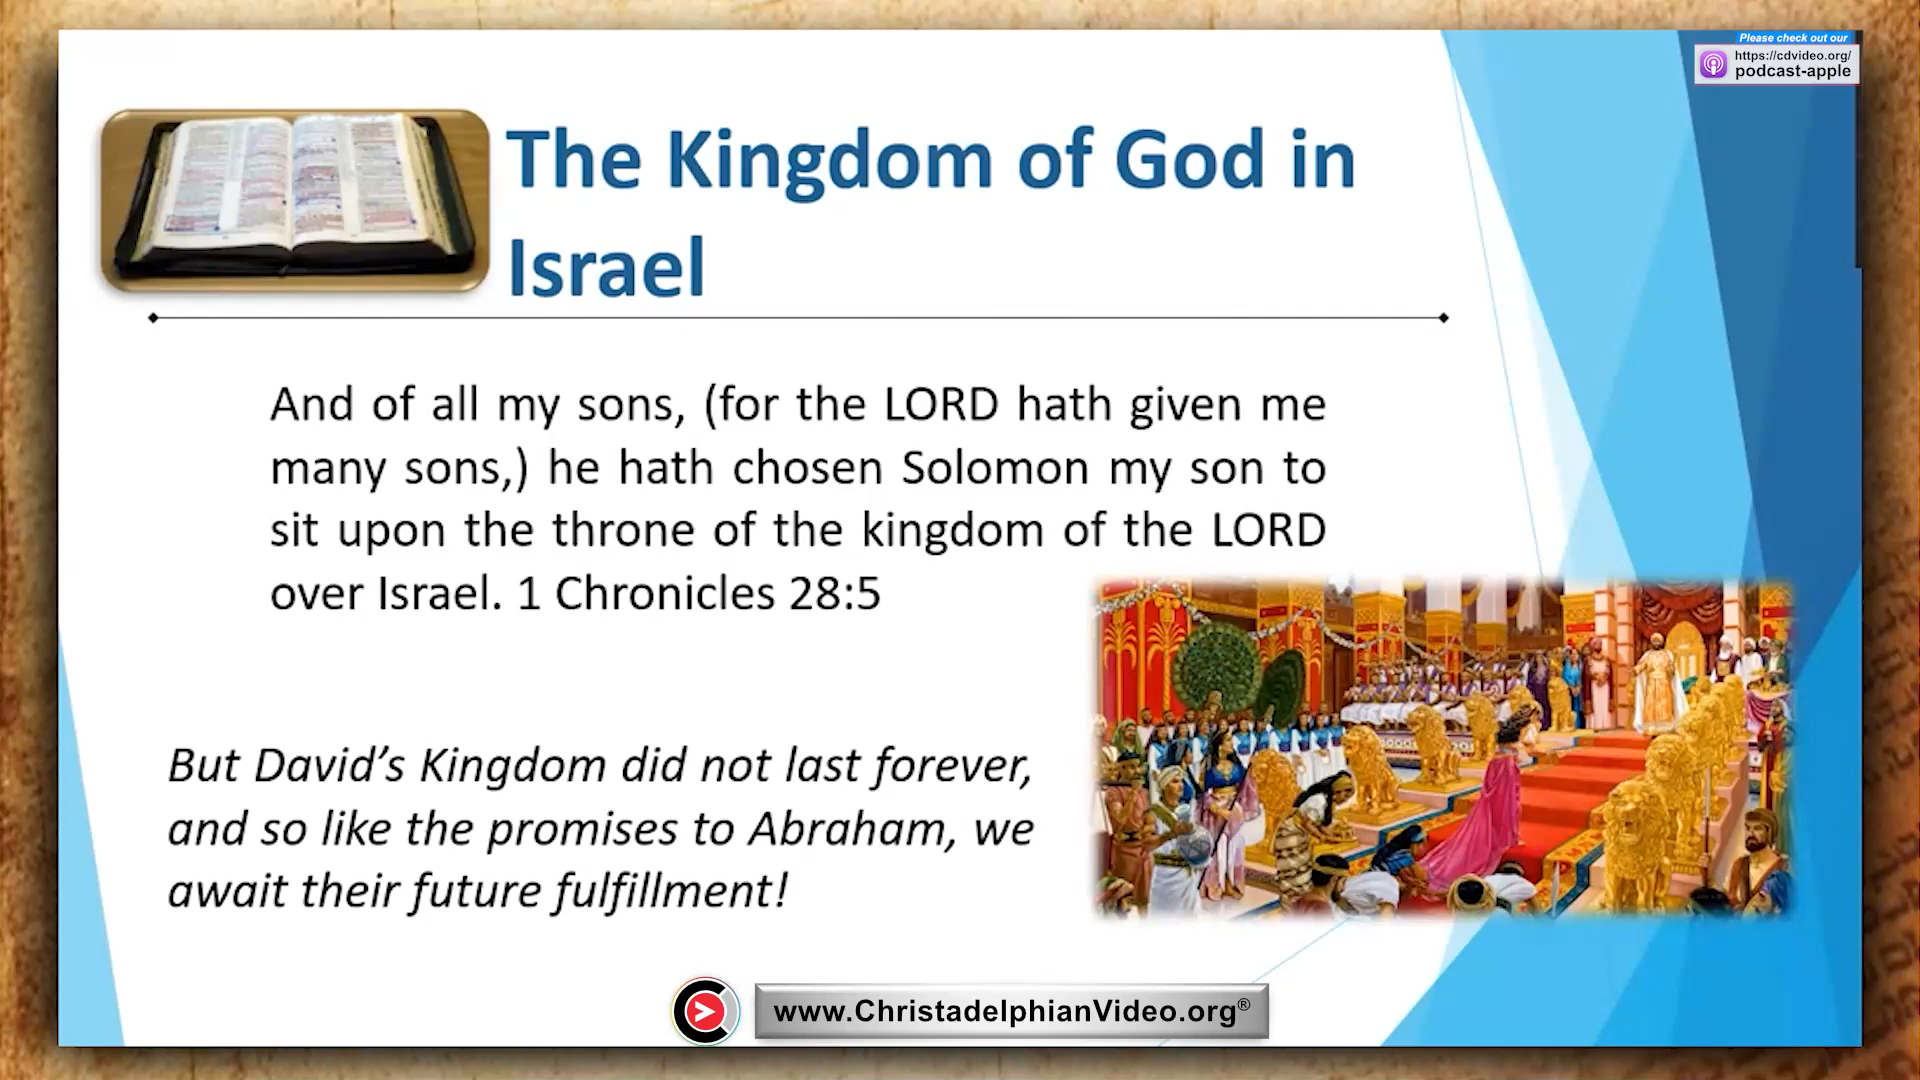 Please check out our
https://cdvideo.org/
podcast-apple
The Kingdom of God in
Israel
And of all my sons, (for the LORD hath given me
many sons,) he hath chosen Solomon my son to
sit upon the throne of the kingdom of the LORD
over Israel. 1 Chronicles 28:5
But David’s Kingdom did not last forever,
and so like the promises to Abraham, we
await their future fulfillment!
www.ChristadelphianVideo.org®